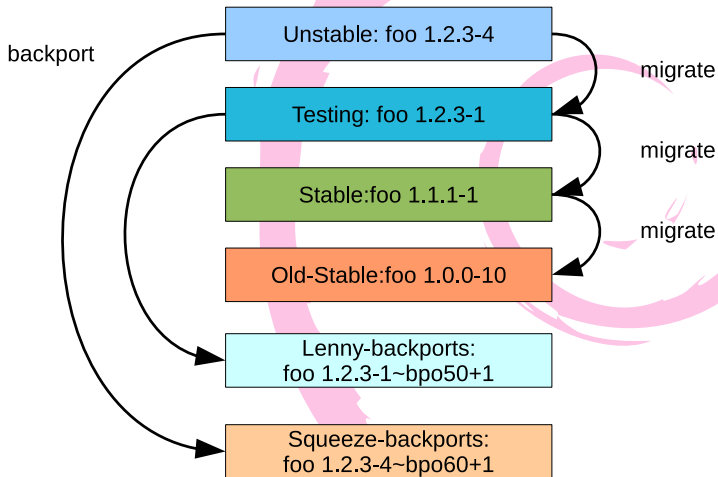 Unstable: foo 1.2.3-4
backport
migrate
Testing: foo 1.2.3-1
migrate
Stable:foo 1.1.1-1
migrate
Old-Stable:foo 1.0.0-10
Lenny-backports:
foo 1.2.3-1~bpo50+1
Squeeze-backports:
foo 1.2.3-4~bpo60+1